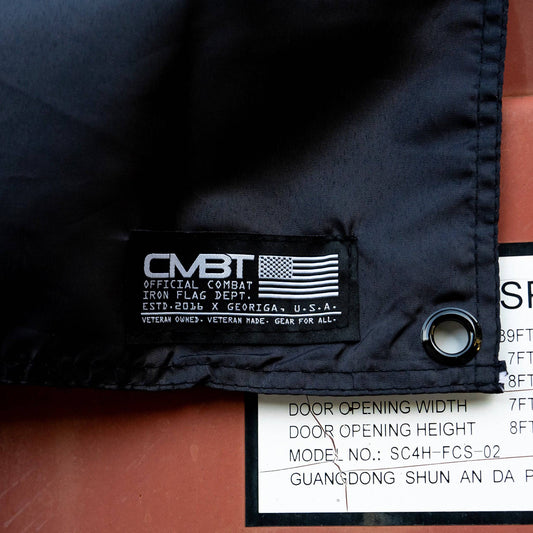 CMBT
OFFICIAL COMBAT
IRON FLAG DEPT.
ESTD.2016 X GEORIGA, U.S.A.
VETERAN OWNED. VETERAN MADE. GEAR FOR ALL.
SP
39FT
7FT
8FT
DOOR OPENING WIDTH 7FT
DOOR OPENING HEIGHT 8FT
MODEL NO.: SC4H-FCS-02
GUANGDONG SHUN AN DA P